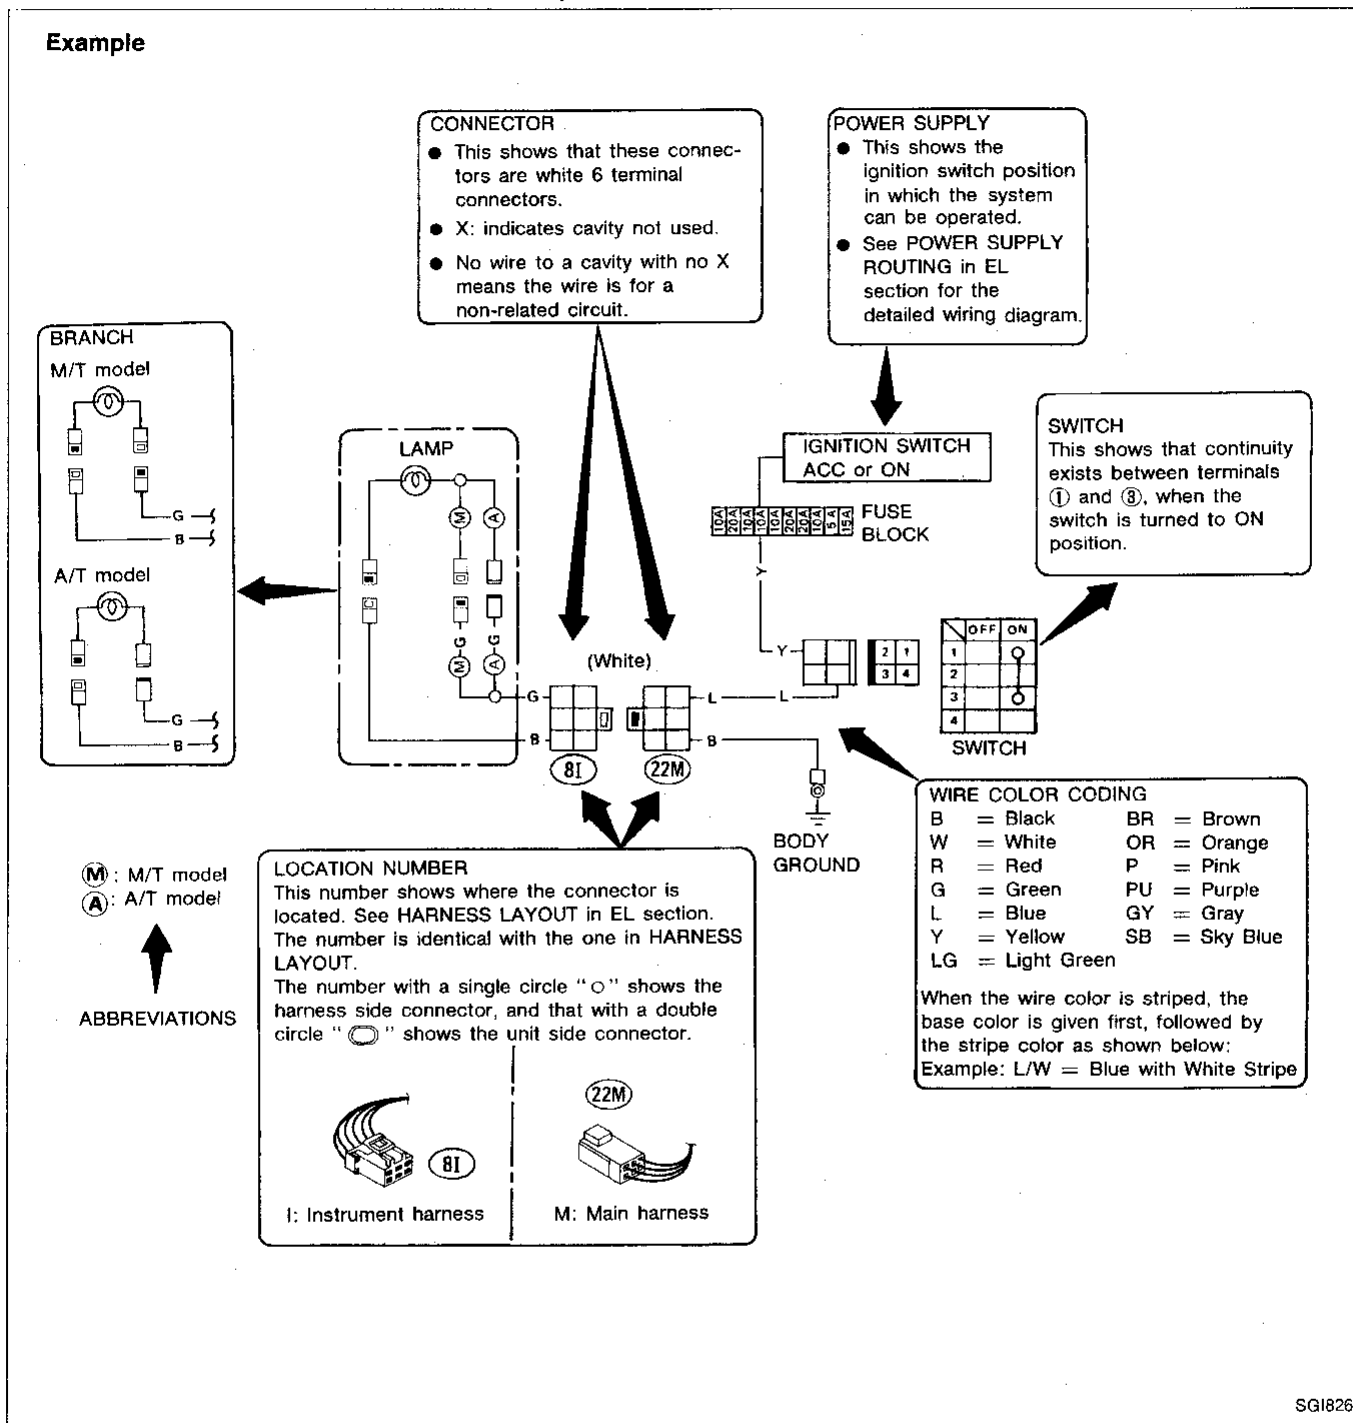 Example
CONNECTOR
● This shows that these connec-
tors are white 6 terminal
connectors.
● X: indicates cavity not used.
● No wire to a cavity with no X
means the wire is for a
non-related circuit.
POWER SUPPLY
● This shows the
ignition switch position
in which the system
can be operated.
● See POWER SUPPLY
ROUTING in EL
section for the
detailed wiring diagram.
BRANCH
M/T model
G
B
A/T model
G
B
LAMP
M
A
G
G
M
A
G
B
(White)
8I
22M
L
B
L
IGNITION SWITCH
ACC or ON
10A
20A
10A
10A
10A
20A
20A
10A
5A
15A
FUSE
BLOCK
Y
Y
2 1
3 4
OFF ON
1
2
3
4
SWITCH
SWITCH
This shows that continuity
exists between terminals
① and ③, when the
switch is turned to ON
position.
BODY
GROUND
WIRE COLOR CODING
B = Black BR = Brown
W = White OR = Orange
R = Red P = Pink
G = Green PU = Purple
L = Blue GY = Gray
Y = Yellow SB = Sky Blue
LG = Light Green
When the wire color is striped, the
base color is given first, followed by
the stripe color as shown below:
Example: L/W = Blue with White Stripe
M : M/T model
A : A/T model
ABBREVIATIONS
LOCATION NUMBER
This number shows where the connector is
located. See HARNESS LAYOUT in EL section.
The number is identical with the one in HARNESS
LAYOUT.
The number with a single circle "○" shows the
harness side connector, and that with a double
circle " " shows the unit side connector.
8I
I: Instrument harness
22M
M: Main harness
SGI826